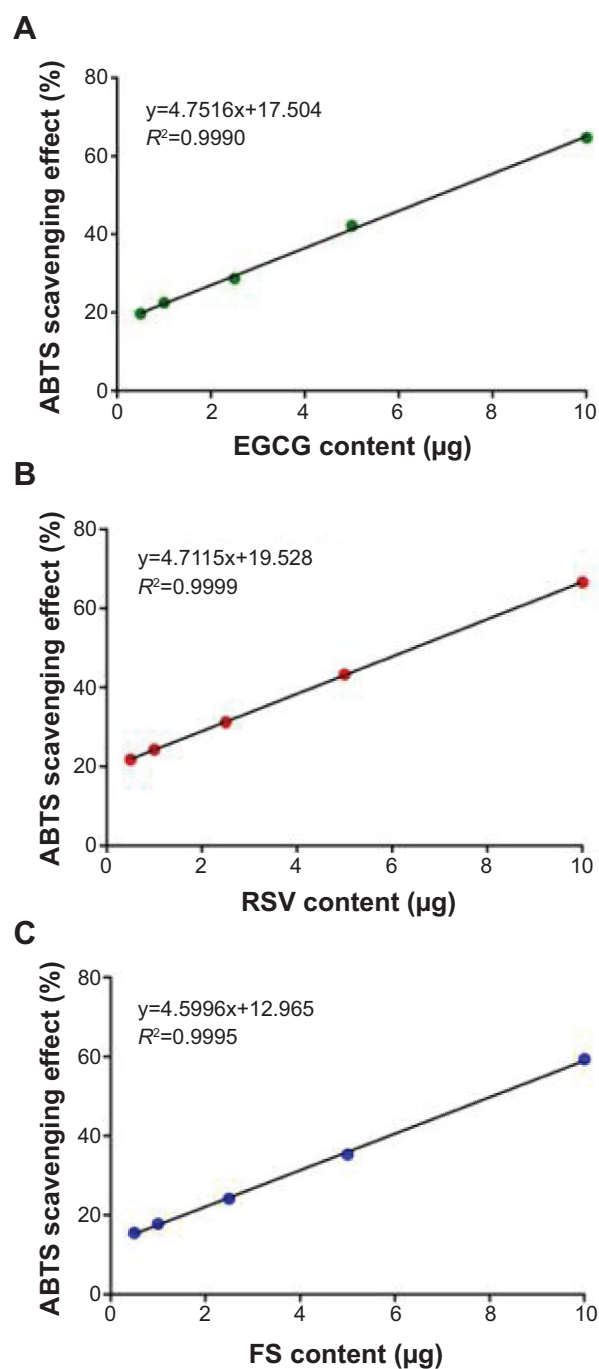 A
ABTS scavenging effect (%)
80
60
40
20
0
y=4.7516x+17.504
R²=0.9990
0 2 4 6 8 10
EGCG content (µg)
B
ABTS scavenging effect (%)
80
60
40
20
0
y=4.7115x+19.528
R²=0.9999
0 2 4 6 8 10
RSV content (µg)
C
ABTS scavenging effect (%)
80
60
40
20
0
y=4.5996x+12.965
R²=0.9995
0 2 4 6 8 10
FS content (µg)